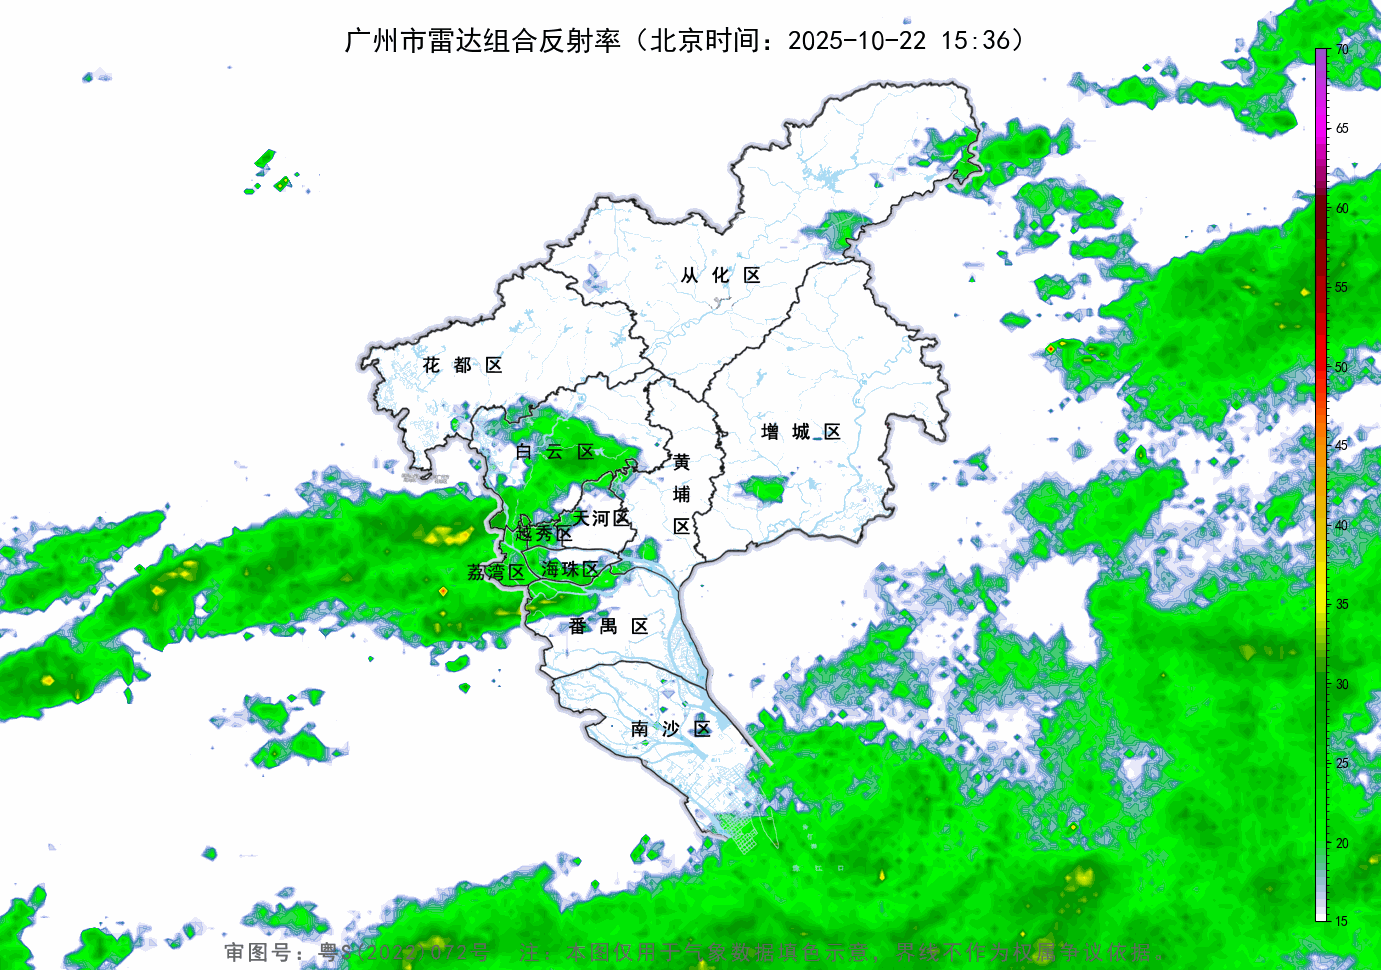 广州市雷达组合反射率（北京时间：2025-10-22 15:36）
70
65
60
55
50
45
40
35
30
25
20
15
从化区
花都区
增城区
白云区
黄埔区
天河区
越秀区
荔湾区
海珠区
番禺区
南沙区
审图号：粤S(2022)072号 注：本图仅用于气象数据填色示意，界线不作为权属争议依据。